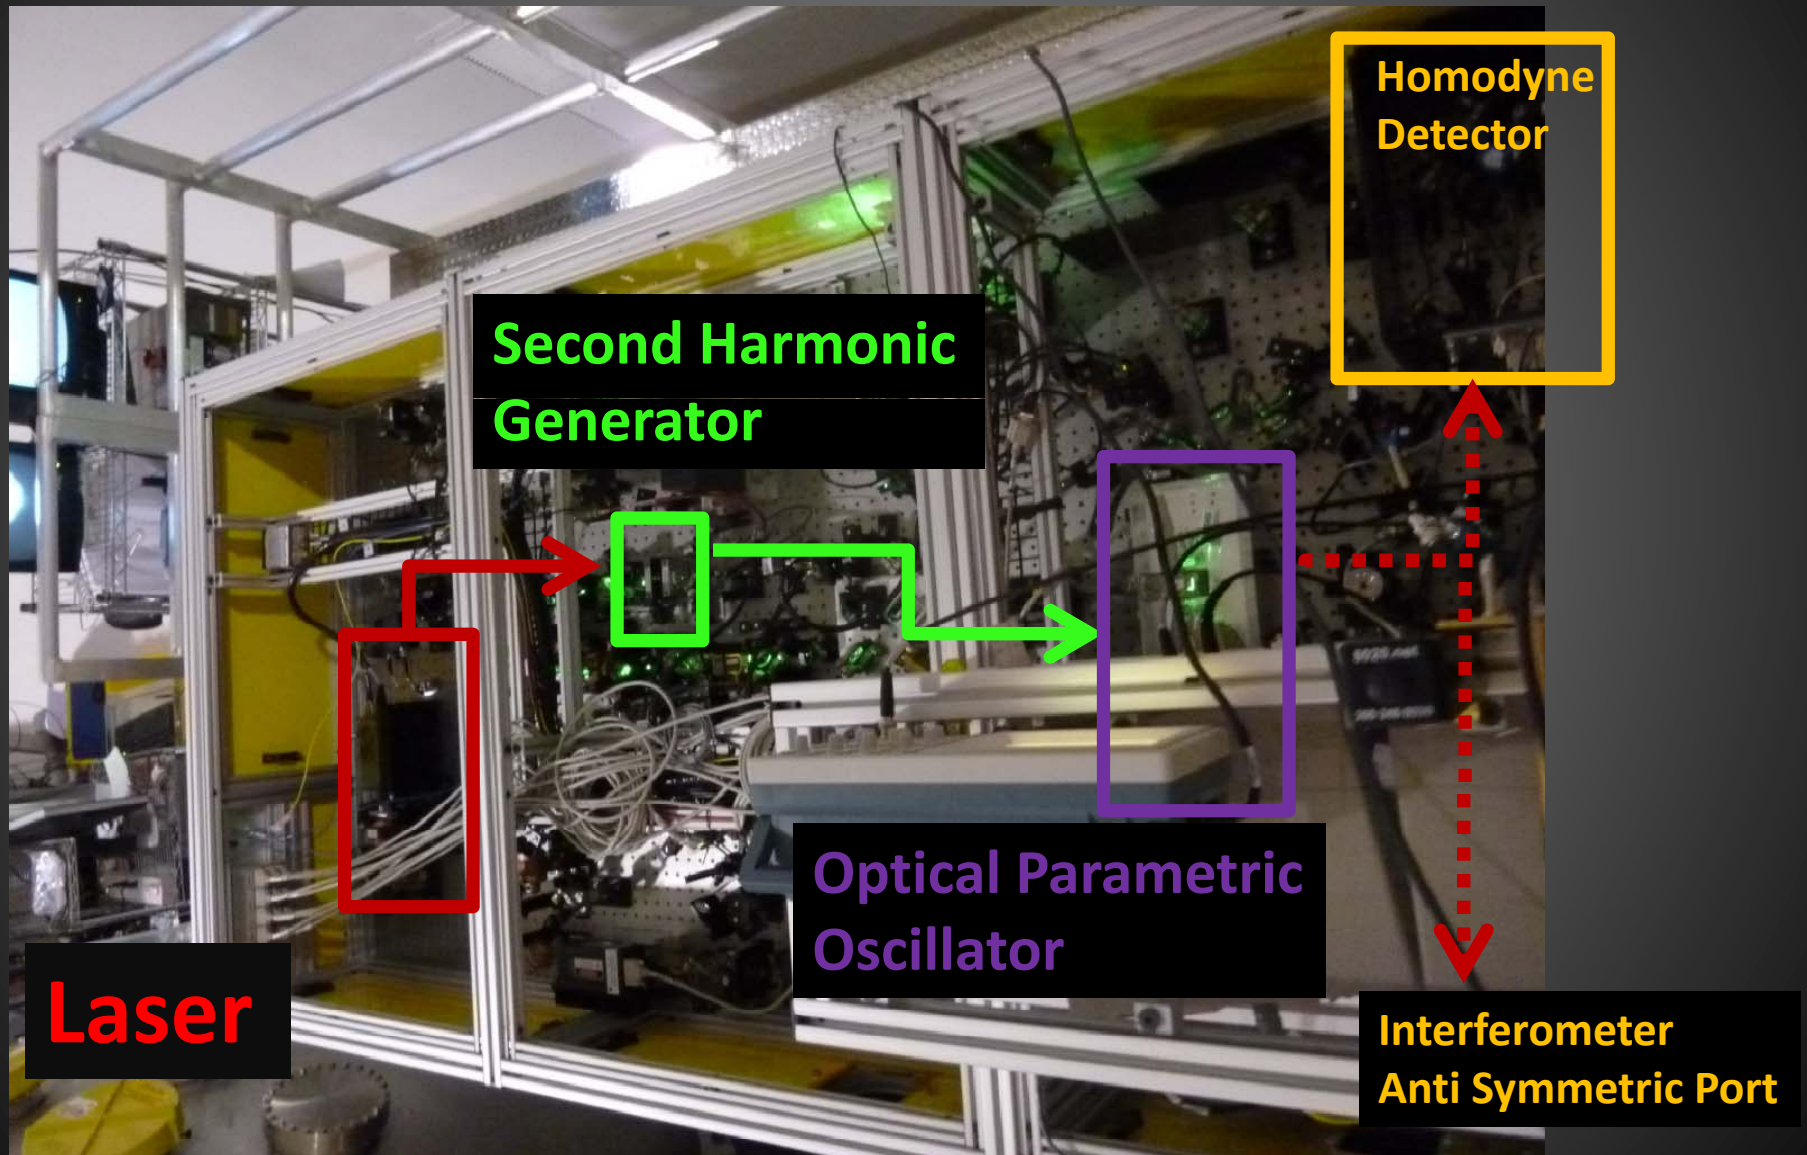 Homodyne
Detector
Second Harmonic
Generator
Optical Parametric
Oscillator
Laser
Interferometer
Anti Symmetric Port